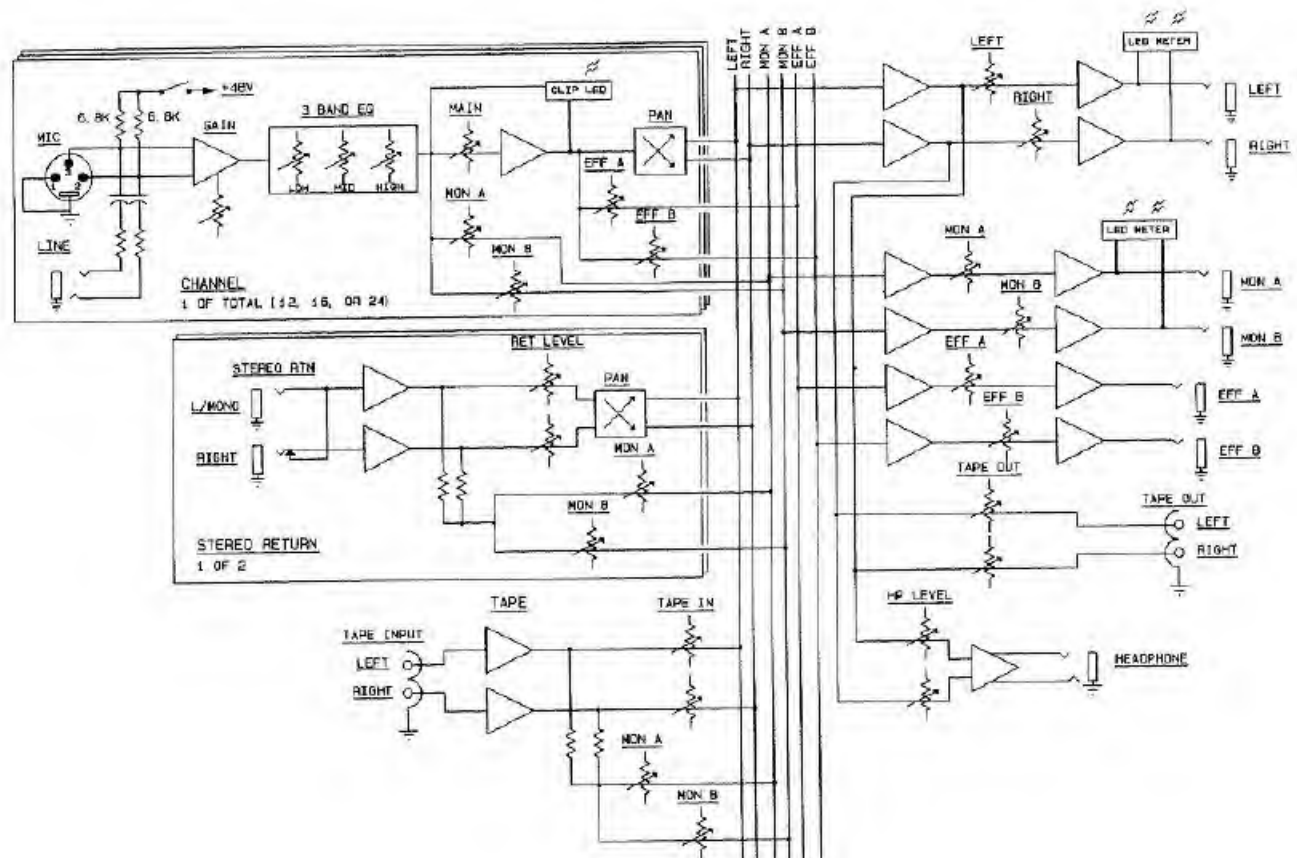 LEFT
RIGHT
MON A
MON B
EFF A
EFF B
+48V
6.8K
6.8K
MIC
GAIN
3 BAND EQ
LOW
MID
HIGH
MAIN
CLIP LED
PAN
EFF A
EFF B
MON A
MON B
1
2
3
LINE
CHANNEL
1 OF TOTAL (12, 16, OR 24)
STEREO RTN
L/MONO
RIGHT
RET LEVEL
PAN
MON A
MON B
STEREO RETURN
1 OF 2
TAPE
TAPE IN
TAPE INPUT
LEFT
RIGHT
MON A
MON B
LEFT
RIGHT
LED METER
LEFT
RIGHT
MON A
MON B
LED METER
MON A
MON B
EFF A
EFF A
EFF B
EFF B
TAPE OUT
TAPE OUT
LEFT
RIGHT
HP LEVEL
HEADPHONE